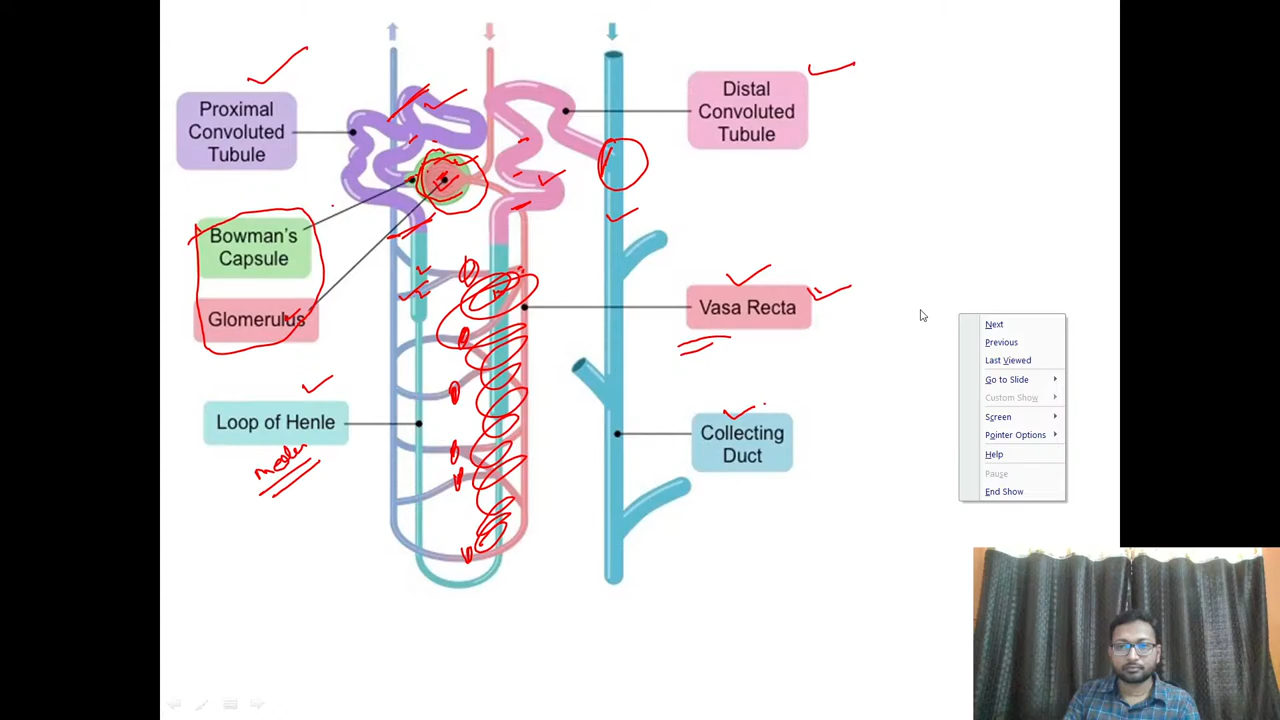 Proximal
Convoluted
Tubule
Distal
Convoluted
Tubule
Bowman's
Capsule
Glomerulus
Vasa Recta
Loop of Henle
Collecting
Duct
Next
Previous
Last Viewed
Go to Slide
Custom Show
Screen
Pointer Options
Help
Pause
End Show